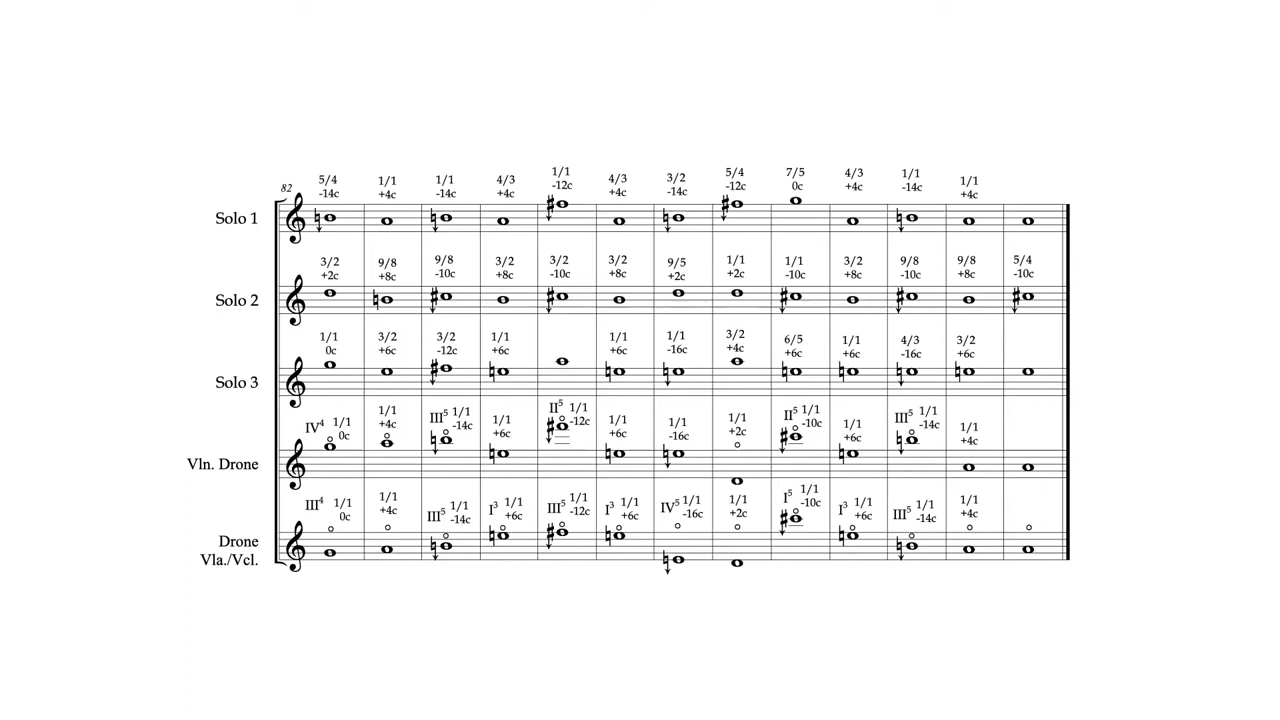 5/4 1/1 1/1 4/3 1/1 4/3 3/2 5/4 7/5 4/3 1/1 1/1
82 -14c +4c -14c +4c -12c +4c -14c -12c 0c +4c -14c +4c
Solo 1
3/2 9/8 9/8 3/2 3/2 3/2 9/5 1/1 1/1 3/2 9/8 9/8 5/4
+2c +8c -10c +8c -10c +8c +2c +2c -10c +8c -10c +8c -10c
Solo 2
1/1 3/2 3/2 1/1 1/1 1/1 3/2 6/5 1/1 4/3 3/2
0c +6c -12c +6c +6c -16c +4c +6c +6c -16c +6c
Solo 3
IV4 1/1 1/1 III5 1/1 1/1 II5 1/1 1/1 1/1 1/1 II5 1/1 1/1 III5 1/1 1/1
0c +4c -14c +6c -12c +6c -16c +2c -10c +6c -14c +4c
Vln. Drone
III4 1/1 1/1 III5 1/1 I3 1/1 III5 1/1 I3 1/1 IV5 1/1 1/1 I5 1/1 I3 1/1 III5 1/1 1/1
0c +4c -14c +6c -12c +6c -16c +2c -10c +6c -14c +4c
Drone
Vla./Vcl.